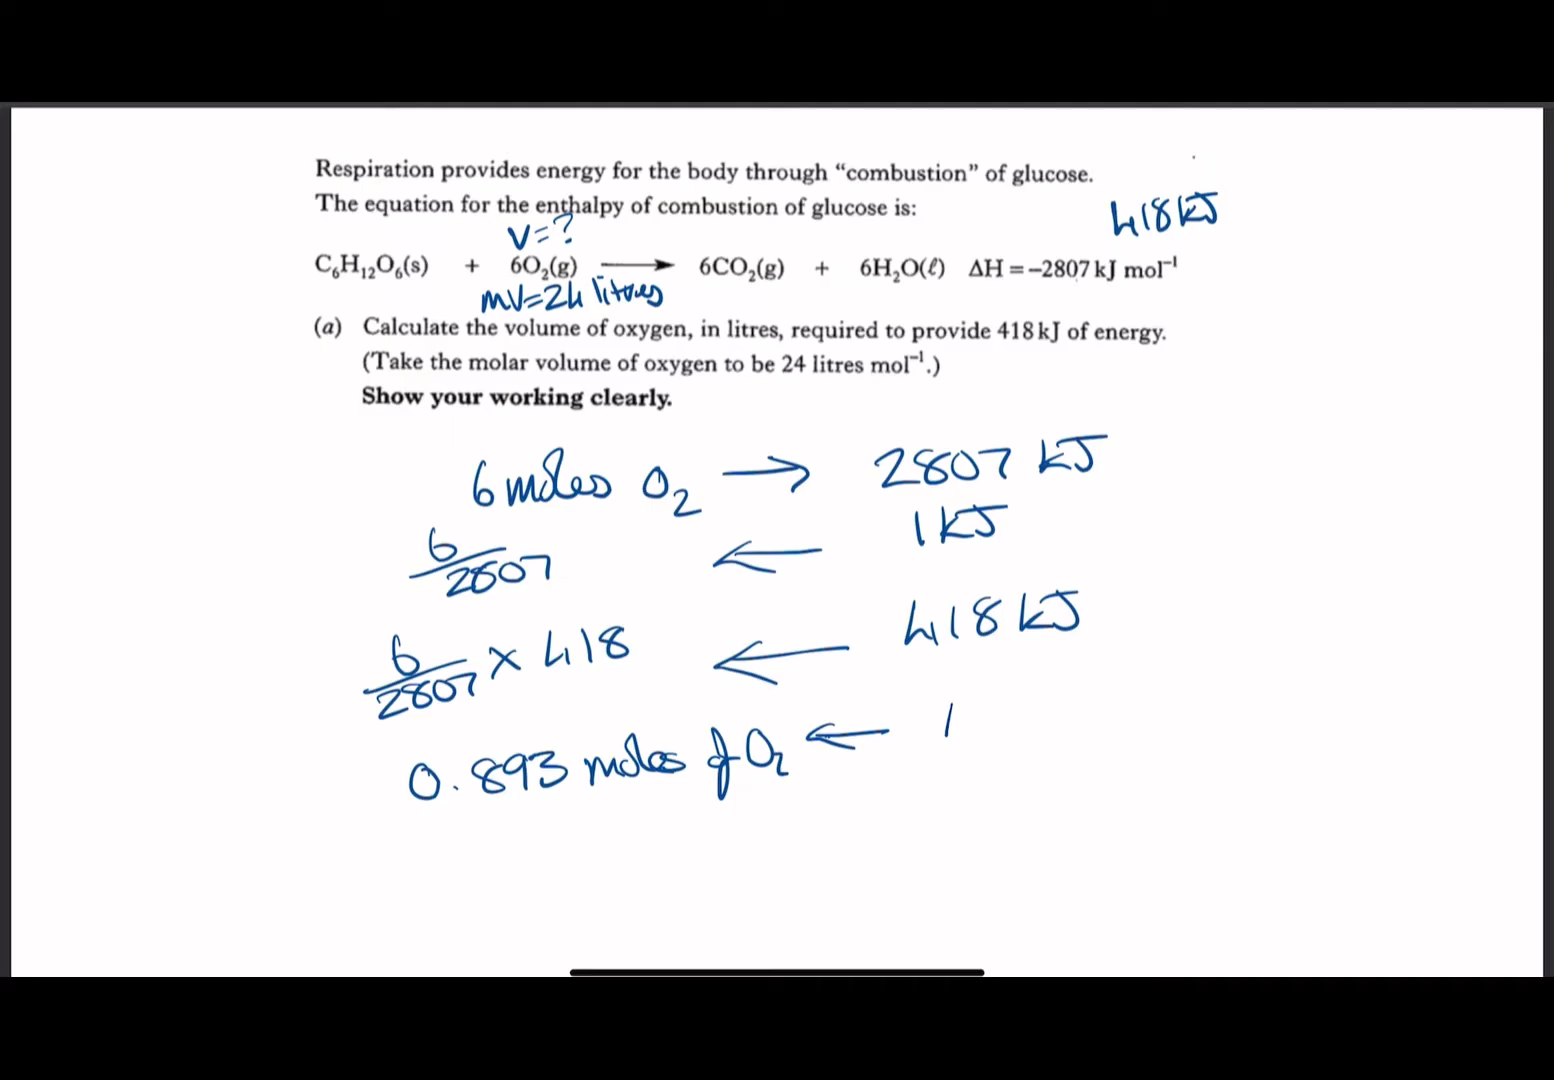 Respiration provides energy for the body through “combustion” of glucose.
The equation for the enthalpy of combustion of glucose is:
418 kJ
V=?
C₆H₁₂O₆(s) + 6O₂(g) ⟶ 6CO₂(g) + 6H₂O(ℓ) ΔH = −2807 kJ mol⁻¹
mV=24 litres
(a) Calculate the volume of oxygen, in litres, required to provide 418 kJ of energy.
(Take the molar volume of oxygen to be 24 litres mol⁻¹.)
Show your working clearly.
6 moles O₂ → 2807 kJ
6/2807 ← 1 kJ
6/2807 × 418 ← 418 kJ
0.893 moles of O₂ ←